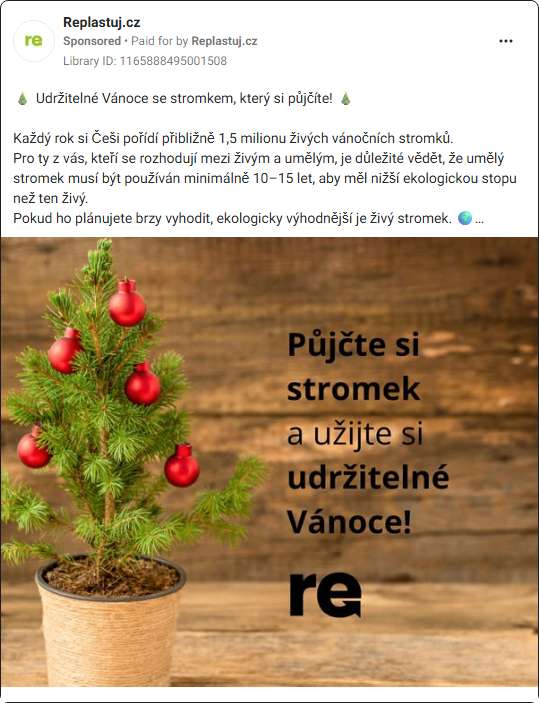 Replastuj.cz
Sponsored • Paid for by Replastuj.cz
Library ID: 1165888495001508
re
🌲 Udržitelné Vánoce se stromkem, který si půjčíte! 🌲
Každý rok si Češi pořídí přibližně 1,5 milionu živých vánočních stromků.
Pro ty z vás, kteří se rozhodují mezi živým a umělým, je důležité vědět, že umělý
stromek musí být používán minimálně 10–15 let, aby měl nižší ekologickou stopu
než ten živý.
Pokud ho plánujete brzy vyhodit, ekologicky výhodnější je živý stromek. 🌍 ...
Půjčte si
stromek
a užijte si
udržitelné
Vánoce!
re